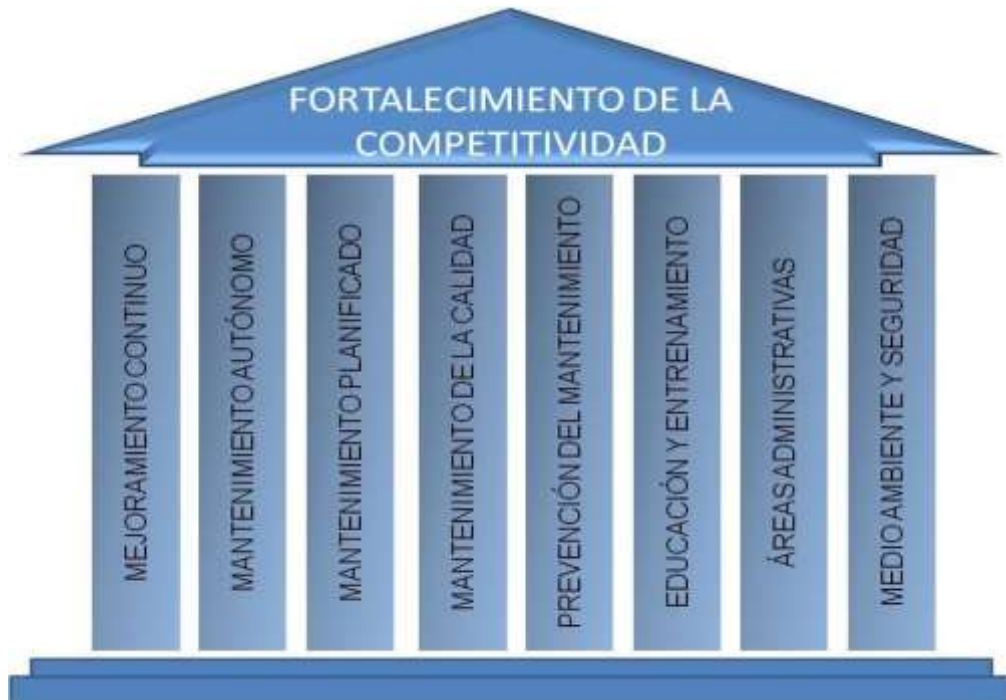 FORTALECIMIENTO DE LA
COMPETITIVIDAD
MEJORAMIENTO CONTINUO
MANTENIMIENTO AUTÓNOMO
MANTENIMIENTO PLANIFICADO
MANTENIMIENTO DE LA CALIDAD
PREVENCIÓN DEL MANTENIMIENTO
EDUCACIÓN Y ENTRENAMIENTO
ÁREAS ADMINISTRATIVAS
MEDIO AMBIENTE Y SEGURIDAD